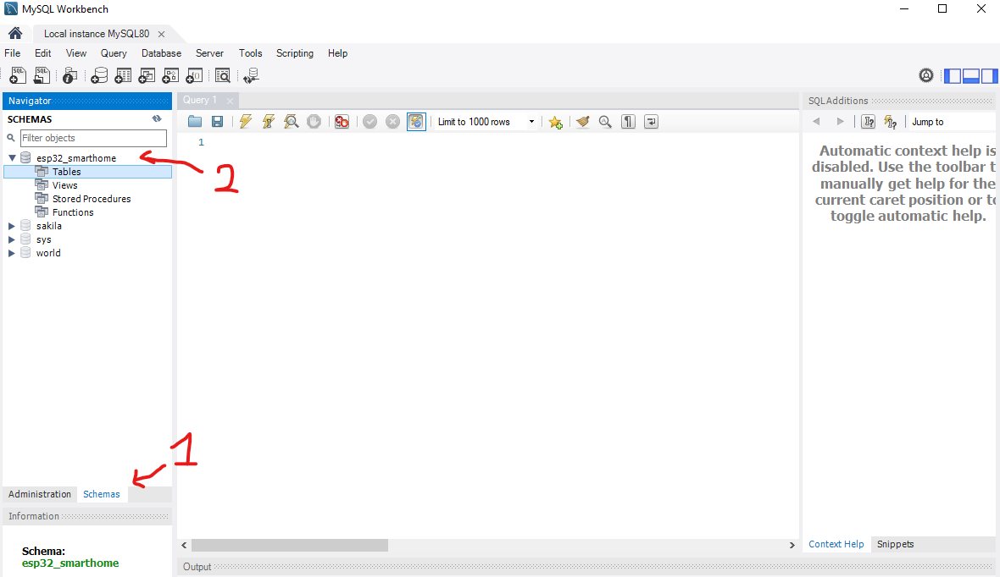 MySQL Workbench
Local instance MySQL80
File Edit View Query Database Server Tools Scripting Help
Navigator
SCHEMAS
Filter objects
esp32_smarthome
Tables
Views
Stored Procedures
Functions
sakila
sys
world
2
1
Administration Schemas
Information
Schema:
esp32_smarthome
Query 1
Limit to 1000 rows
1
Context Help Snippets
Output
SQLAdditions
Jump to
Automatic context help is
disabled. Use the toolbar t
manually get help for the
current caret position or to
toggle automatic help.